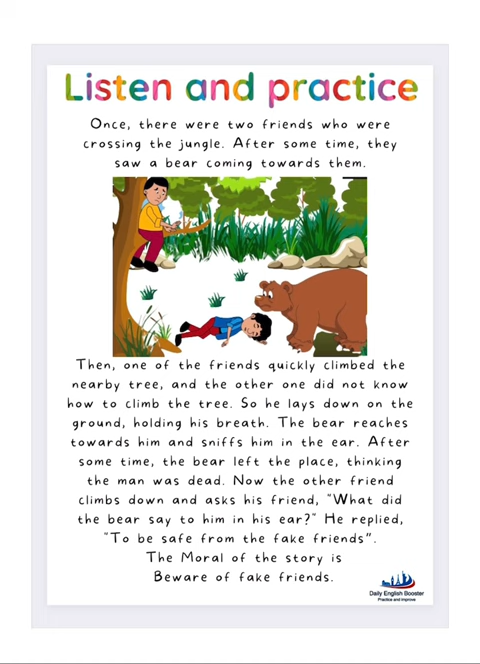 Listen and practice
Once, there were two friends who were
crossing the jungle. After some time, they
saw a bear coming towards them.
Then, one of the friends quickly climbed the
nearby tree, and the other one did not know
how to climb the tree. So he lays down on the
ground, holding his breath. The bear reaches
towards him and sniffs him in the ear. After
some time, the bear left the place, thinking
the man was dead. Now the other friend
climbs down and asks his friend, "What did
the bear say to him in his ear?" He replied,
"To be safe from the fake friends".
The Moral of the story is
Beware of fake friends.
Daily English Booster
Practice and improve